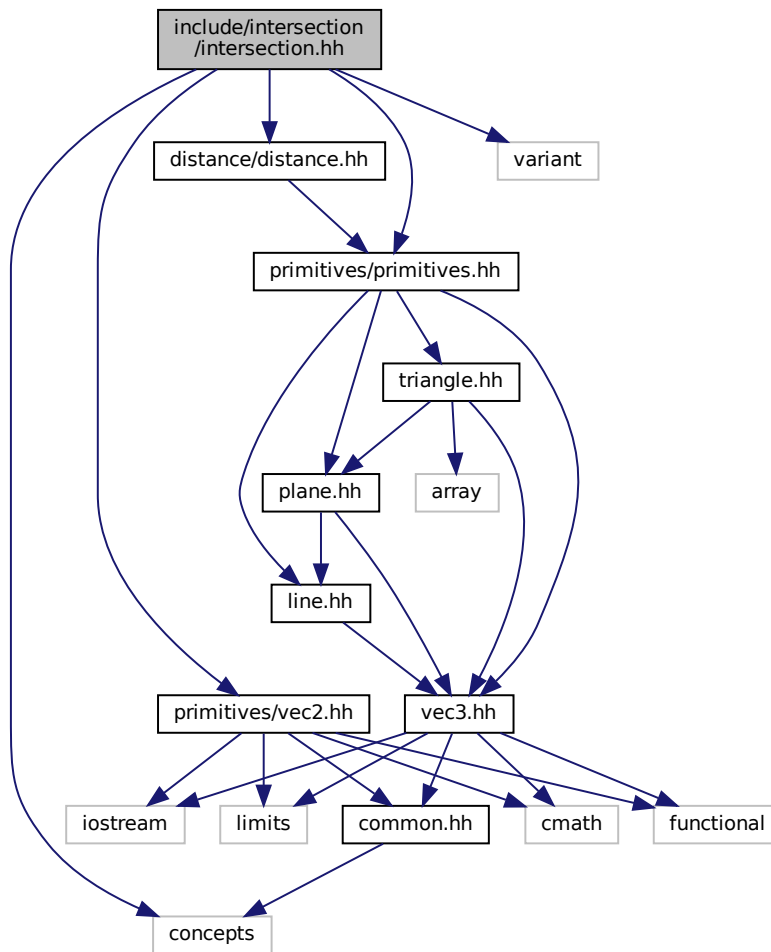 include/intersection
/intersection.hh
distance/distance.hh
variant
primitives/primitives.hh
triangle.hh
plane.hh
array
line.hh
primitives/vec2.hh
vec3.hh
iostream
limits
common.hh
cmath
functional
concepts